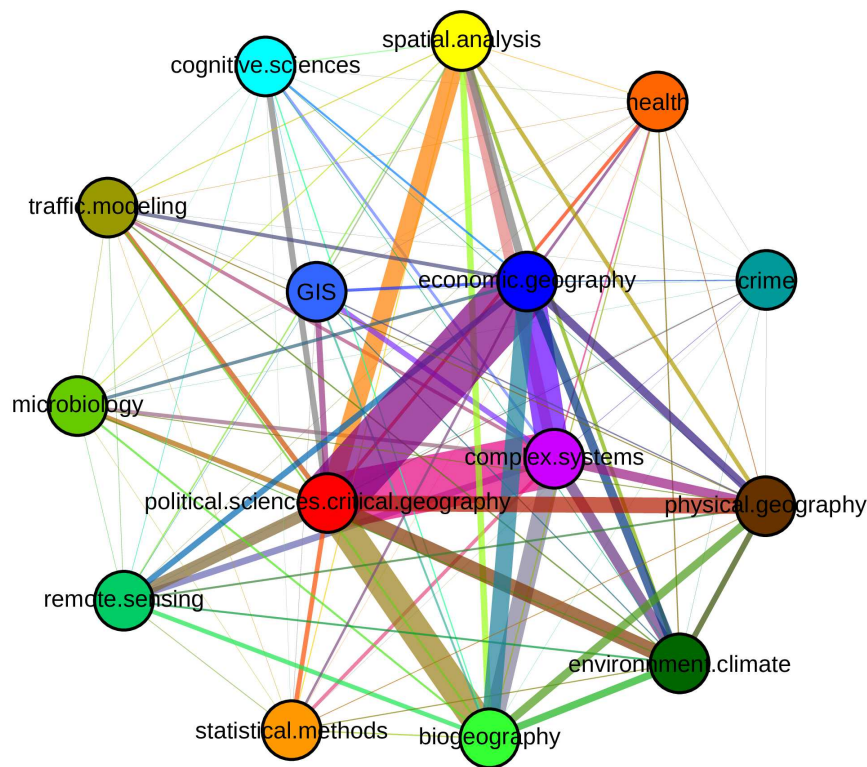 spatial.analysis
cognitive.sciences
health
traffic.modeling
economic.geography
crime
GIS
microbiology
complex.systems
political.sciences.critical.geography
physical.geography
remote.sensing
environnment.climate
statistical.methods
biogeography